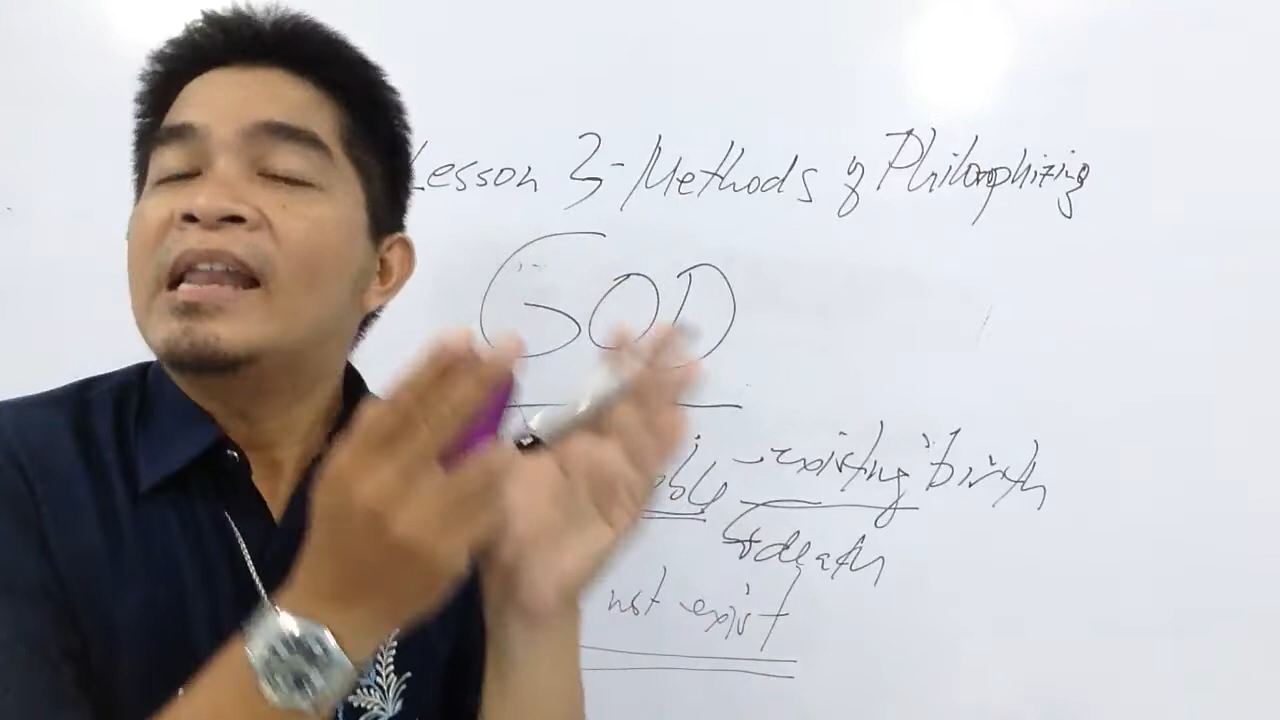 Lesson 3 - Methods of Philosophizing
GOD
- existing birth
& death
not exist